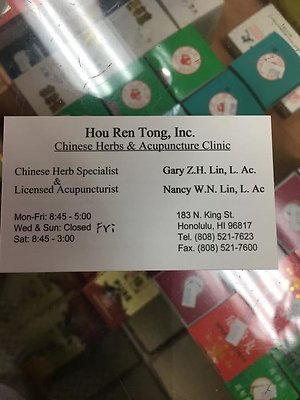 Hou Ren Tong, Inc.
Chinese Herbs & Acupuncture Clinic
Chinese Herb Specialist
&
Licensed Acupuncturist
Gary Z.H. Lin, L. Ac.
Nancy W.N. Lin, L. Ac
Mon-Fri: 8:45 - 5:00
Wed & Sun: Closed Fri
Sat: 8:45 - 3:00
183 N. King St.
Honolulu, HI 96817
Tel. (808) 521-7623
Fax. (808) 521-7600